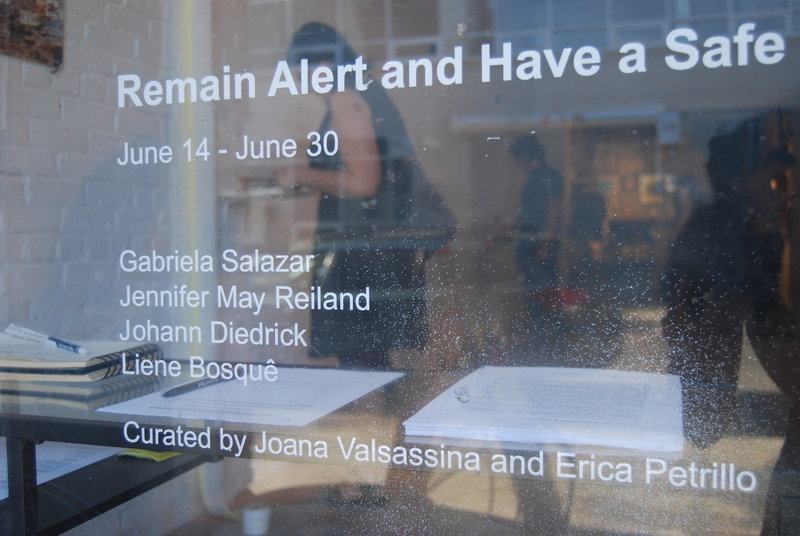 Remain Alert and Have a Safe
June 14 - June 30
Gabriela Salazar
Jennifer May Reiland
Johann Diedrick
Liene Bosquê
Curated by Joana Valsassina and Erica Petrillo